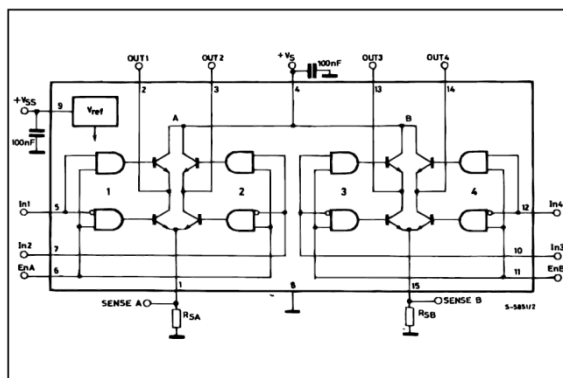 OUT1 OUT2 +VS 100nF OUT3 OUT4
2 3 4 13 14
+VSS 9 Vref A B
100nF
1 2 3 4
In1 5 12 In4
In2 7 10 In3
EnA 6 11 EnB
1 8 15
SENSE A SENSE B S-5851/2
RSA RSB